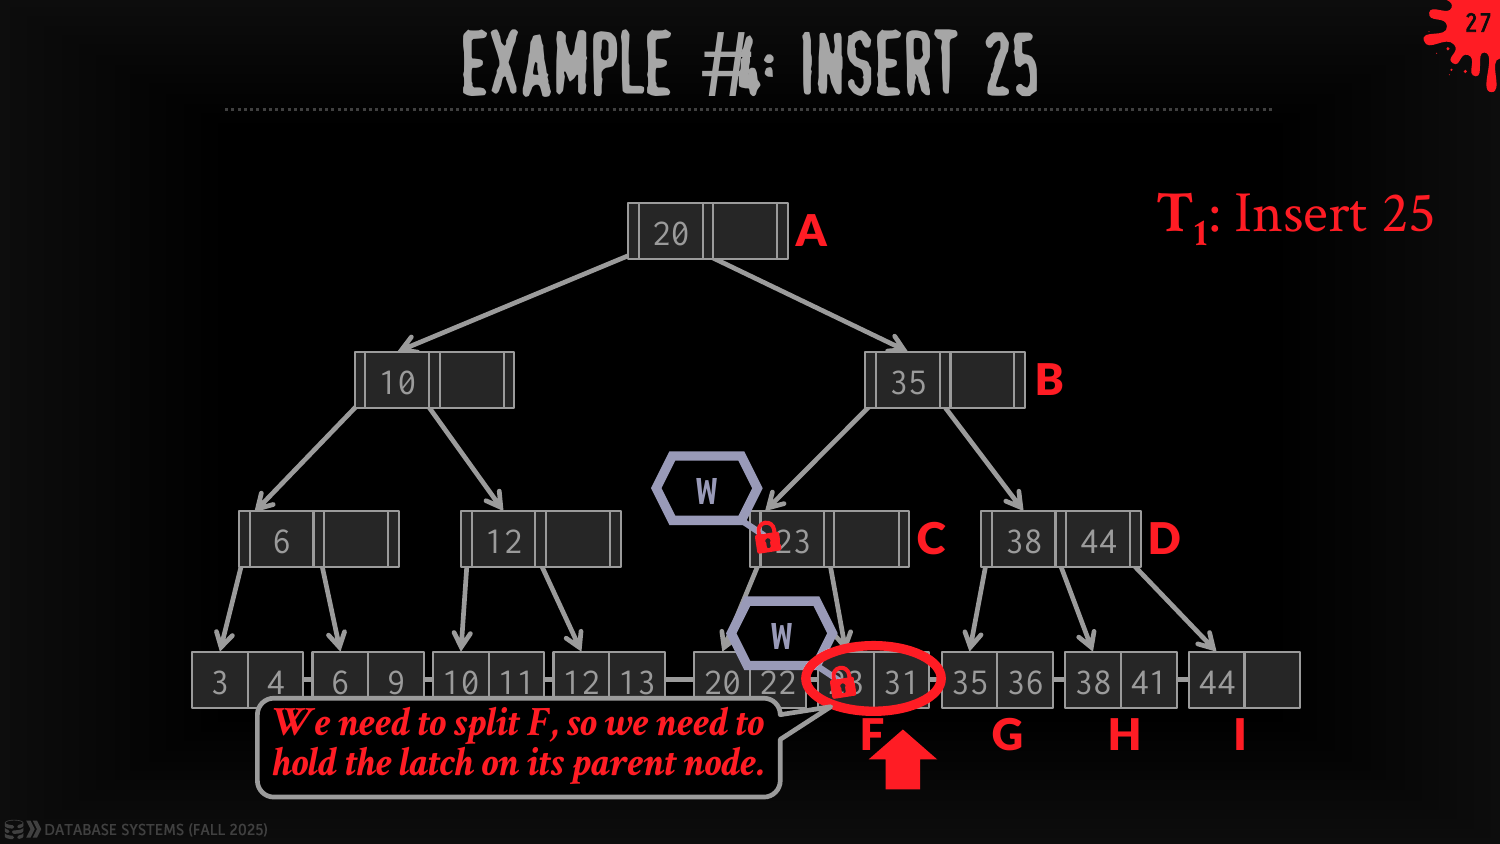 27
EXAMPLE #4: INSERT 25
T1: Insert 25
20 A
10 35 B
W
6 12 23 C 38 44 D
W
3 4 6 9 10 11 12 13 20 22 31 35 36 38 41 44
F G H I
We need to split F, so we need to
hold the latch on its parent node.
DATABASE SYSTEMS (FALL 2025)